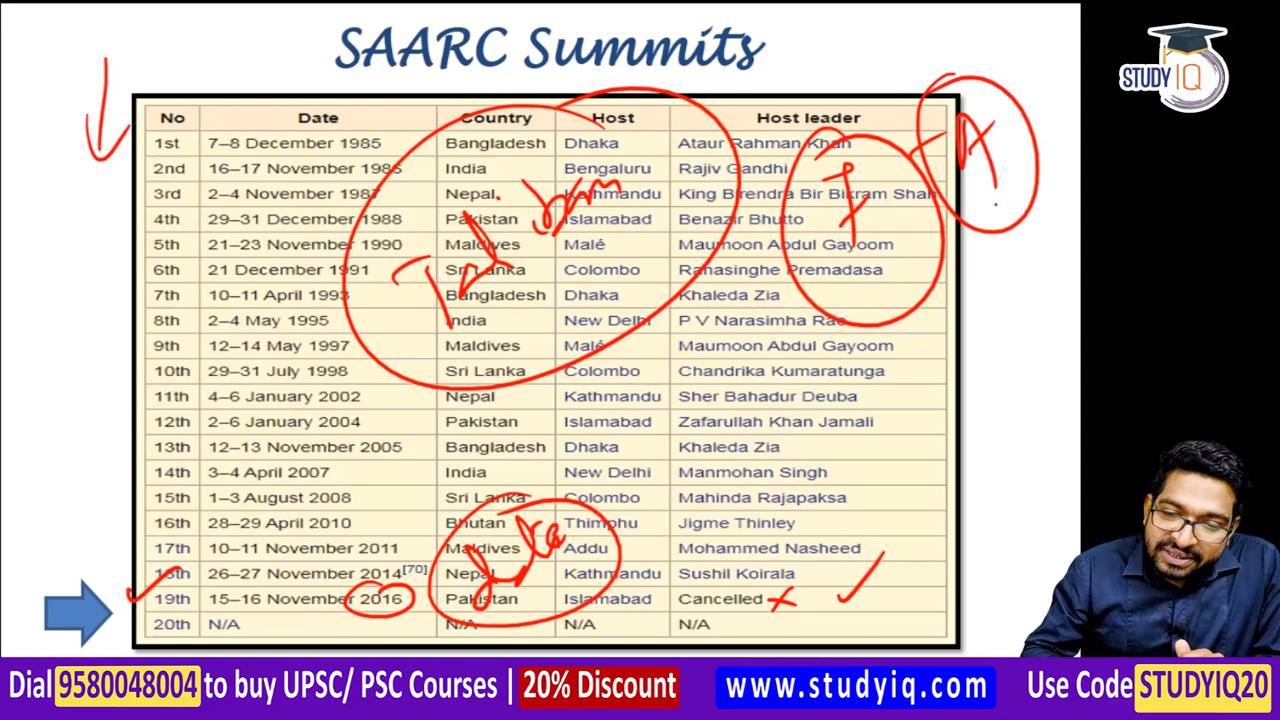 SAARC Summits
STUDY IQ
No Date Country Host Host leader
1st 7–8 December 1985 Bangladesh Dhaka Ataur Rahman Khan
2nd 16–17 November 1986 India Bengaluru Rajiv Gandhi
3rd 2–4 November 1987 Nepal Kathmandu King Birendra Bir Bikram Shah
4th 29–31 December 1988 Pakistan Islamabad Benazir Bhutto
5th 21–23 November 1990 Maldives Malé Maumoon Abdul Gayoom
6th 21 December 1991 Sri Lanka Colombo Ranasinghe Premadasa
7th 10–11 April 1993 Bangladesh Dhaka Khaleda Zia
8th 2–4 May 1995 India New Delhi P V Narasimha Rao
9th 12–14 May 1997 Maldives Malé Maumoon Abdul Gayoom
10th 29–31 July 1998 Sri Lanka Colombo Chandrika Kumaratunga
11th 4–6 January 2002 Nepal Kathmandu Sher Bahadur Deuba
12th 2–6 January 2004 Pakistan Islamabad Zafarullah Khan Jamali
13th 12–13 November 2005 Bangladesh Dhaka Khaleda Zia
14th 3–4 April 2007 India New Delhi Manmohan Singh
15th 1–3 August 2008 Sri Lanka Colombo Mahinda Rajapaksa
16th 28–29 April 2010 Bhutan Thimphu Jigme Thinley
17th 10–11 November 2011 Maldives Addu Mohammed Nasheed
18th 26–27 November 2014[70] Nepal Kathmandu Sushil Koirala
19th 15–16 November 2016 Pakistan Islamabad Cancelled
20th N/A N/A N/A N/A
Taliban
A
Dial 9580048004 to buy UPSC/ PSC Courses | 20% Discount www.studyiq.com Use Code STUDYIQ20